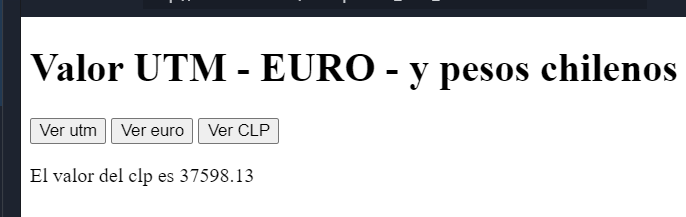 Valor UTM - EURO - y pesos chilenos
Ver utm Ver euro Ver CLP
El valor del clp es 37598.13